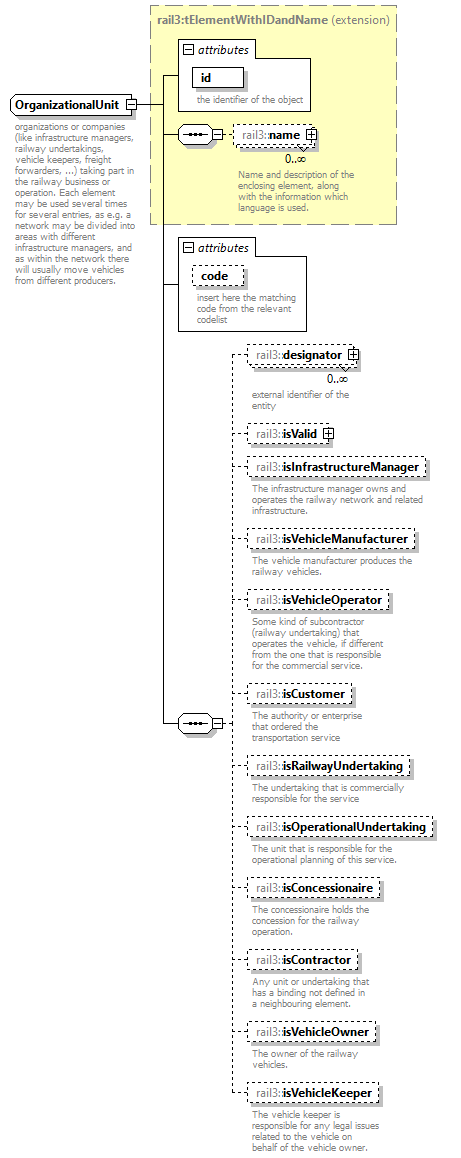 rail3:tElementWithIDandName (extension)
attributes
id
the identifier of the object
OrganizationalUnit
organizations or companies
(like infrastructure managers,
railway undertakings,
vehicle keepers, freight
forwarders, ...) taking part in
the railway business or
operation. Each element
may be used several times
for several entries, as e.g. a
network may be divided into
areas with different
infrastructure managers, and
as within the network there
will usually move vehicles
from different producers.
rail3:name
0..∞
Name and description of the
enclosing element, along
with the information which
language is used.
attributes
code
insert here the matching
code from the relevant
codelist
rail3:designator
0..∞
external identifier of the
entity
rail3:isValid
rail3:isInfrastructureManager
The infrastructure manager owns and
operates the railway network and related
infrastructure.
rail3:isVehicleManufacturer
The vehicle manufacturer produces the
railway vehicles.
rail3:isVehicleOperator
Some kind of subcontractor
(railway undertaking) that
operates the vehicle, if different
from the one that is responsible
for the commercial service.
rail3:isCustomer
The authority or enterprise
that ordered the
transportation service
rail3:isRailwayUndertaking
The undertaking that is commercially
responsible for the service
rail3:isOperationalUndertaking
The unit that is responsible for the
operational planning of this service.
rail3:isConcessionaire
The concessionaire holds the
concession for the railway
operation.
rail3:isContractor
Any unit or undertaking that
has a binding not defined in
a neighbouring element.
rail3:isVehicleOwner
The owner of the railway
vehicles.
rail3:isVehicleKeeper
The vehicle keeper is
responsible for any legal issues
related to the vehicle on
behalf of the vehicle owner.